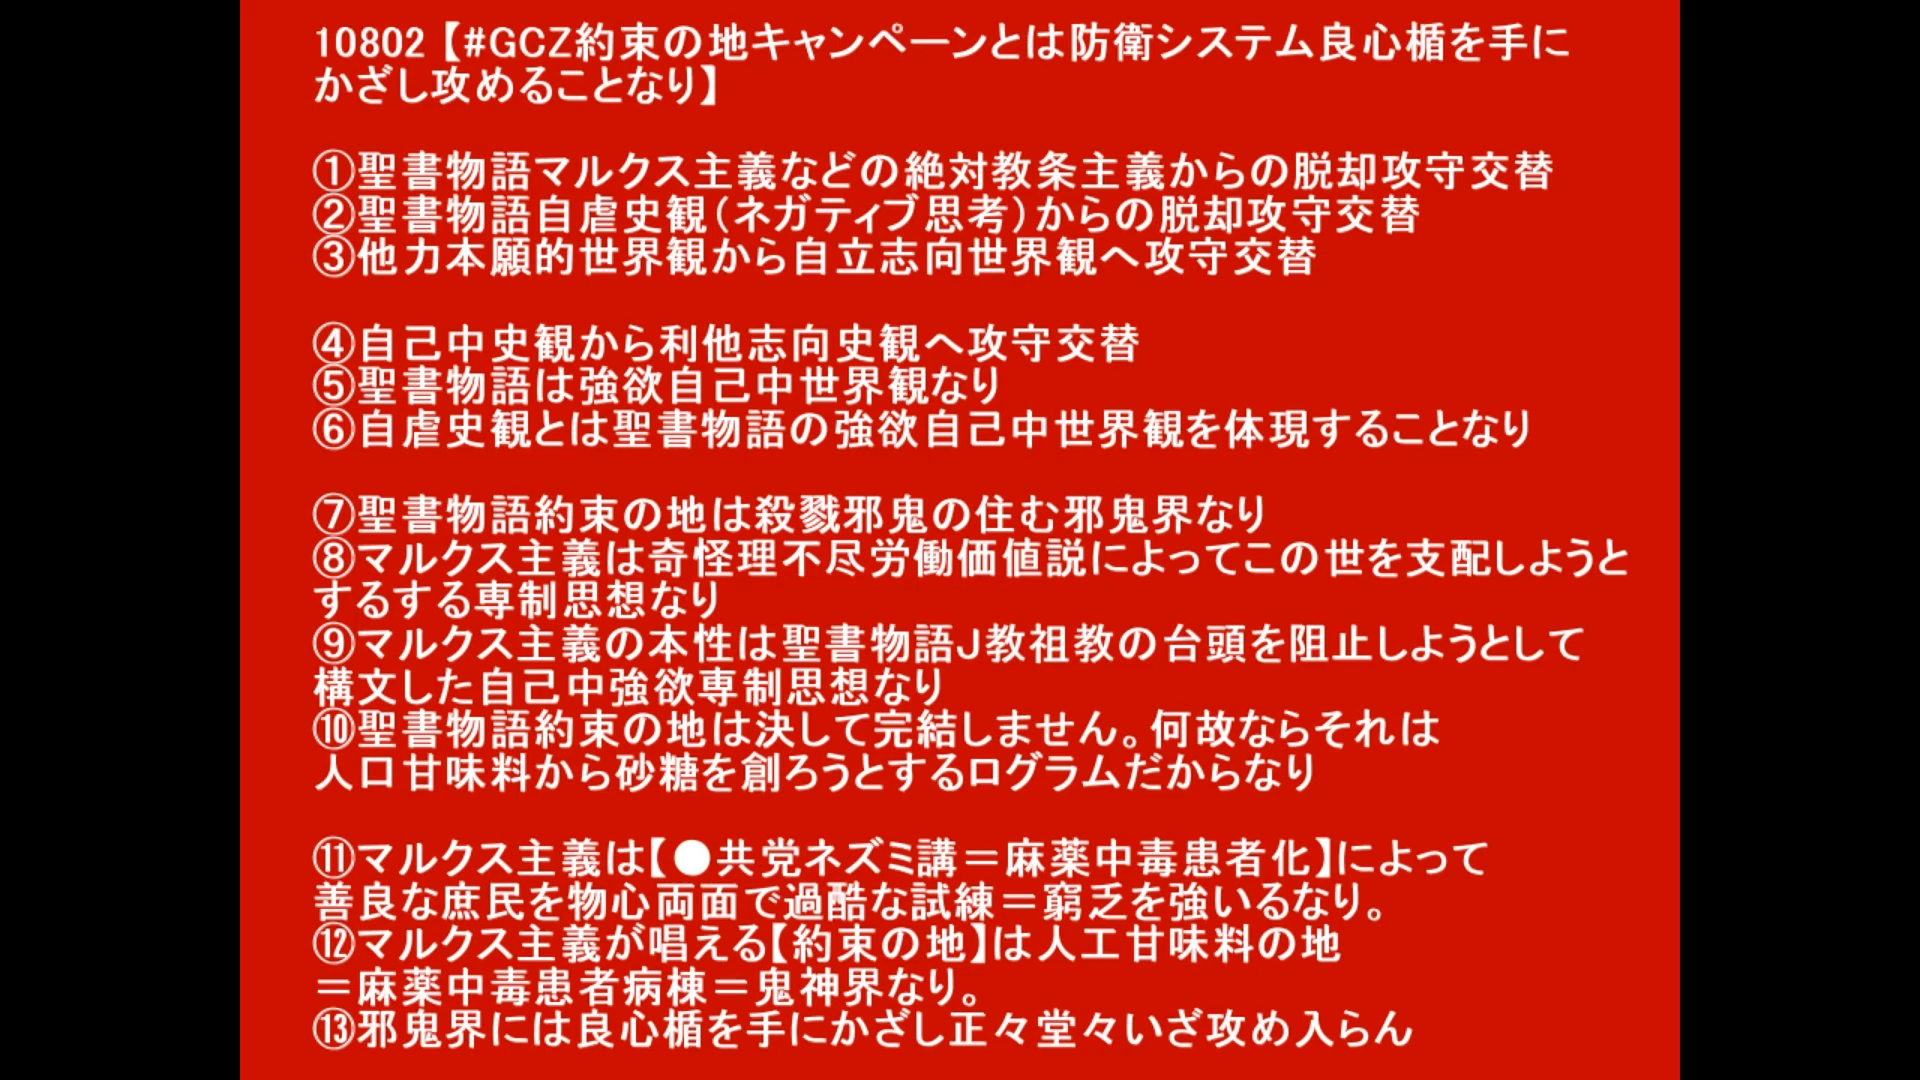 10802【#GCZ約束の地キャンペーンとは防衛システム良心楯を手に
かざし攻めることなり】
①聖書物語マルクス主義などの絶対教条主義からの脱却攻守交替
②聖書物語自虐史観（ネガティブ思考）からの脱却攻守交替
③他力本願的世界観から自立志向世界観へ攻守交替
④自己中史観から利他志向史観へ攻守交替
⑤聖書物語は強欲自己中世界観なり
⑥自虐史観とは聖書物語の強欲自己中世界観を体現することなり
⑦聖書物語約束の地は殺戮邪鬼の住む邪鬼界なり
⑧マルクス主義は奇怪理不尽労働価値説によってこの世を支配しようと
するする専制思想なり
⑨マルクス主義の本性は聖書物語J教祖教の台頭を阻止しようとして
構文した自己中強欲専制思想なり
⑩聖書物語約束の地は決して完結しません。何故ならそれは
人口甘味料から砂糖を創ろうとするログラムだからなり
⑪マルクス主義は【●共党ネズミ講＝麻薬中毒患者化】によって
善良な庶民を物心両面で過酷な試練＝窮乏を強いるなり。
⑫マルクス主義が唱える【約束の地】は人工甘味料の地
＝麻薬中毒患者病棟＝鬼神界なり。
⑬邪鬼界には良心楯を手にかざし正々堂々いざ攻め入らん